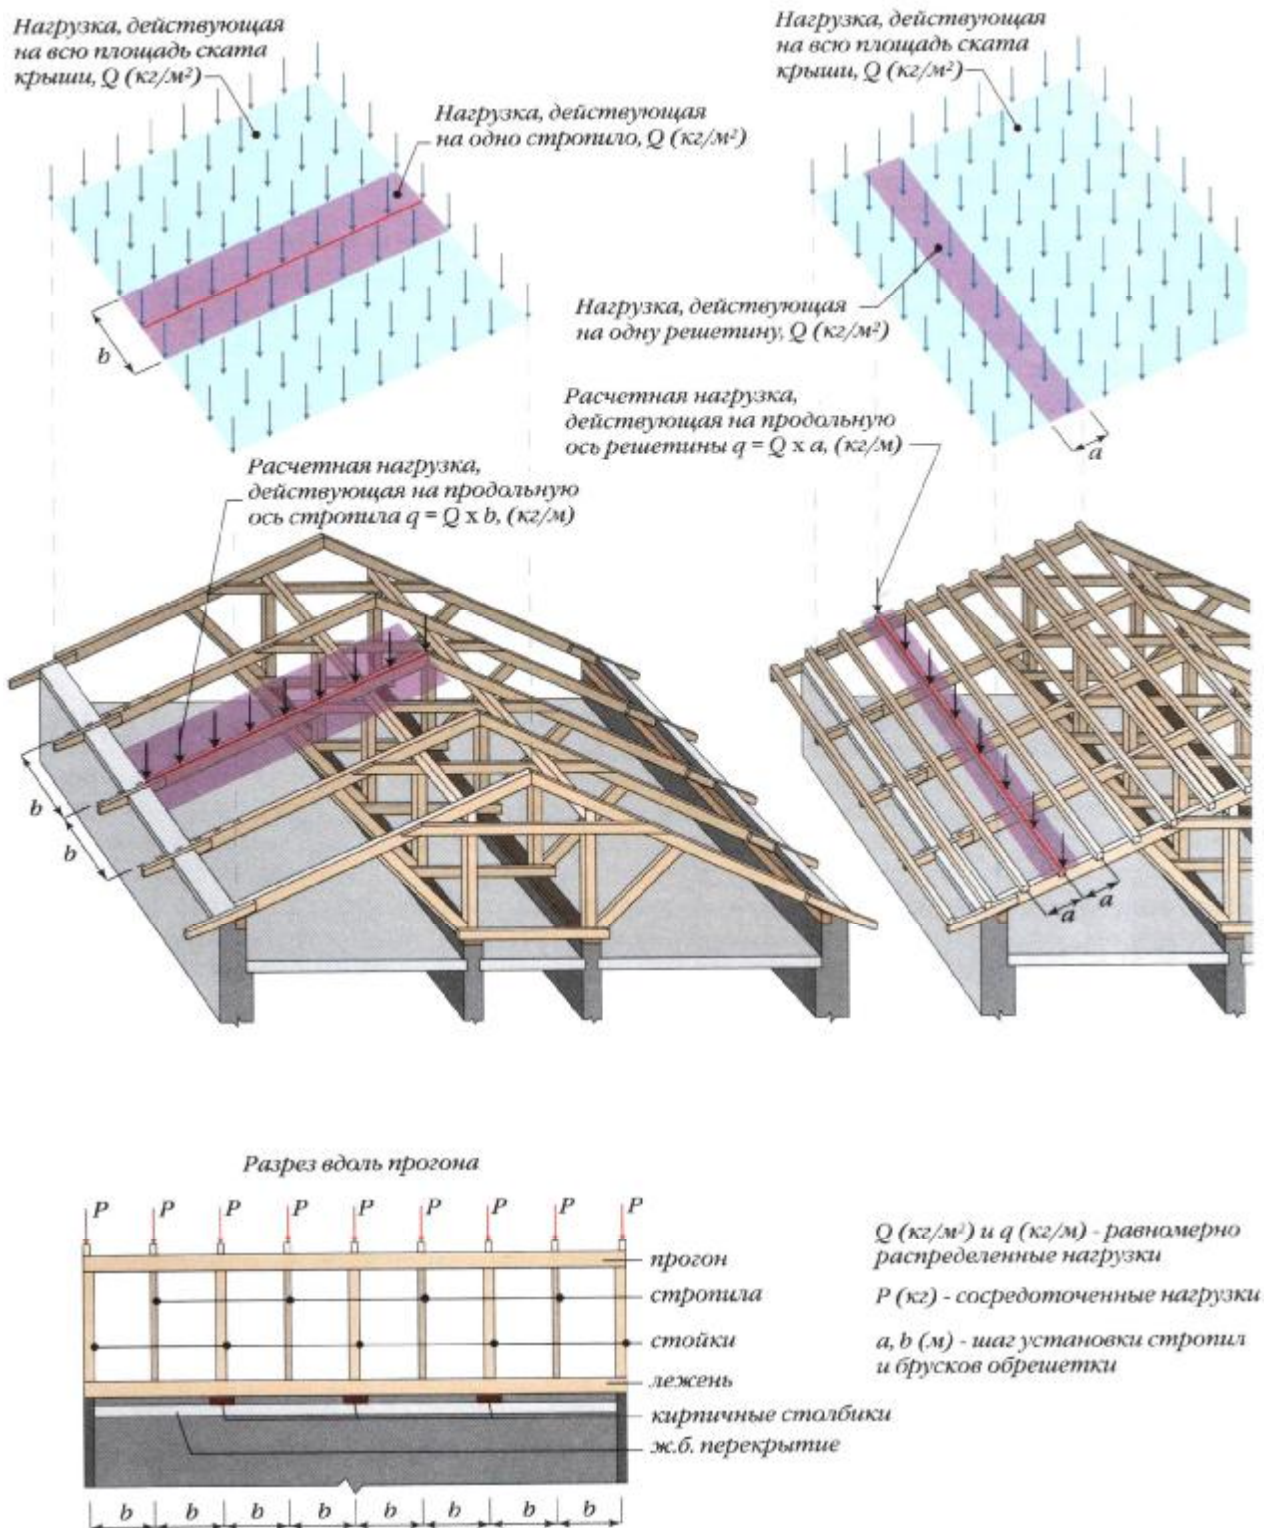 Нагрузка, действующая
на всю площадь ската
крыши, Q (кг/м²)
Нагрузка, действующая
на одно стропило, Q (кг/м²)
b
Нагрузка, действующая
на всю площадь ската
крыши, Q (кг/м²)
Нагрузка, действующая
на одну решетину, Q (кг/м²)
a
Расчетная нагрузка,
действующая на продольную
ось решетины q = Q x a, (кг/м)
Расчетная нагрузка,
действующая на продольную
ось стропила q = Q x b, (кг/м)
b
b
a
a
Разрез вдоль прогона
P P P P P P P P P
прогон
стропила
стойки
лежень
кирпичные столбики
ж.б. перекрытие
b b b b b b b b
Q (кг/м²) и q (кг/м) - равномерно
распределенные нагрузки
P (кг) - сосредоточенные нагрузки
a, b (м) - шаг установки стропил
и брусков обрешетки